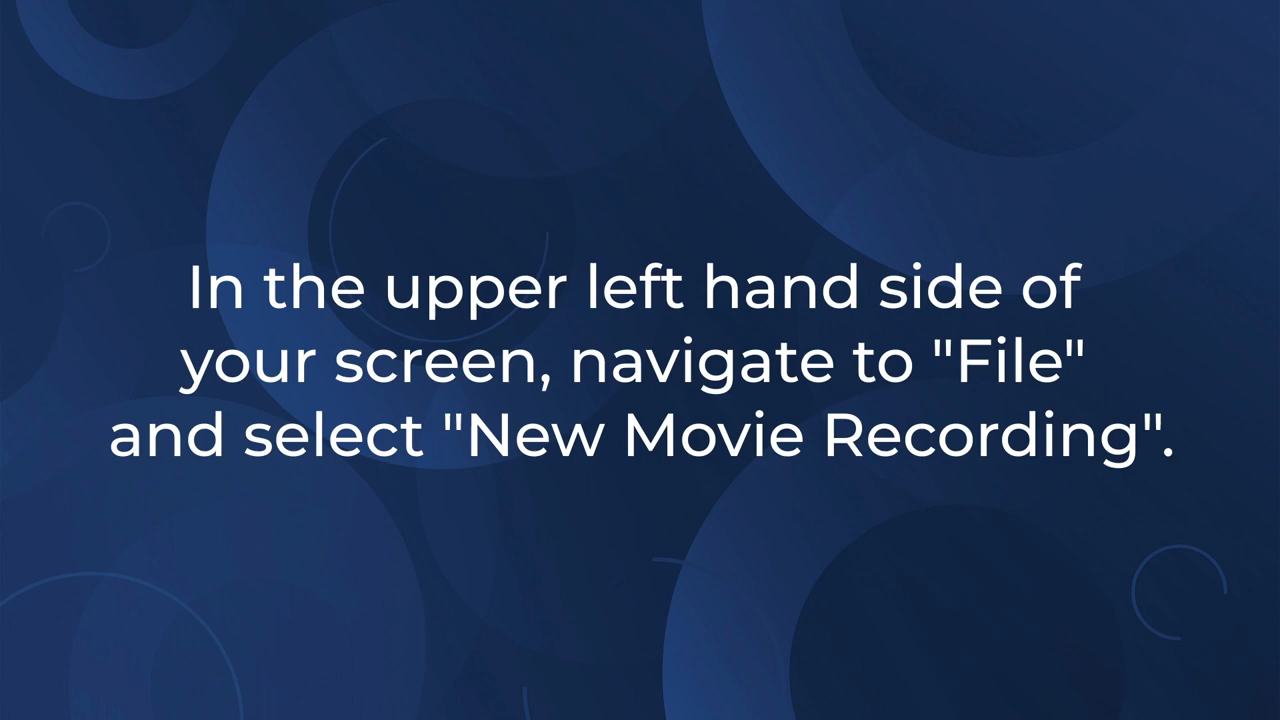 In the upper left hand side of
your screen, navigate to "File"
and select "New Movie Recording".